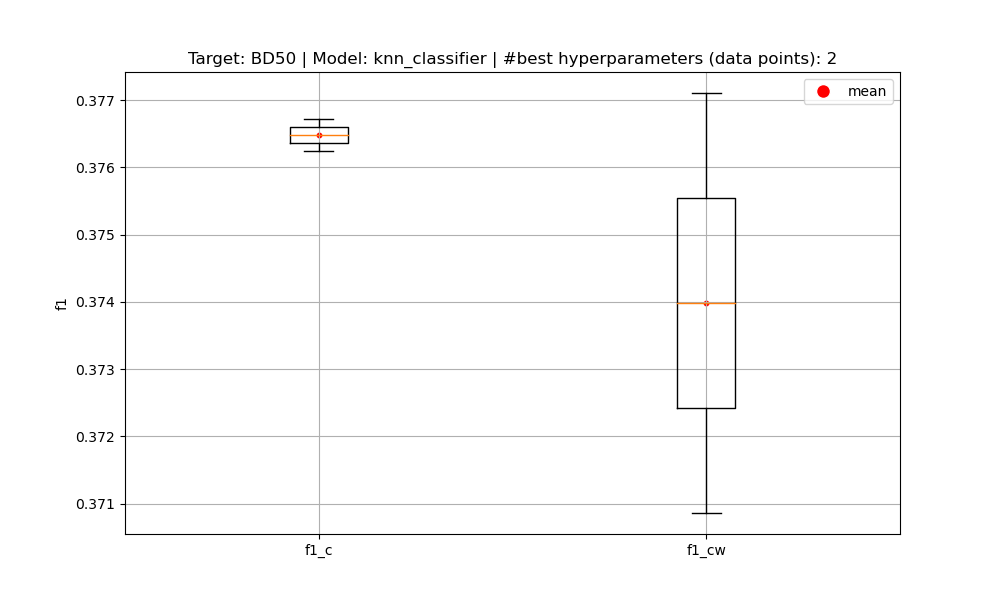 Target: BD50 | Model: knn_classifier | #best hyperparameters (data points): 2
mean
0.377
0.376
0.375
0.374
0.373
0.372
0.371
f1
f1_c
f1_cw